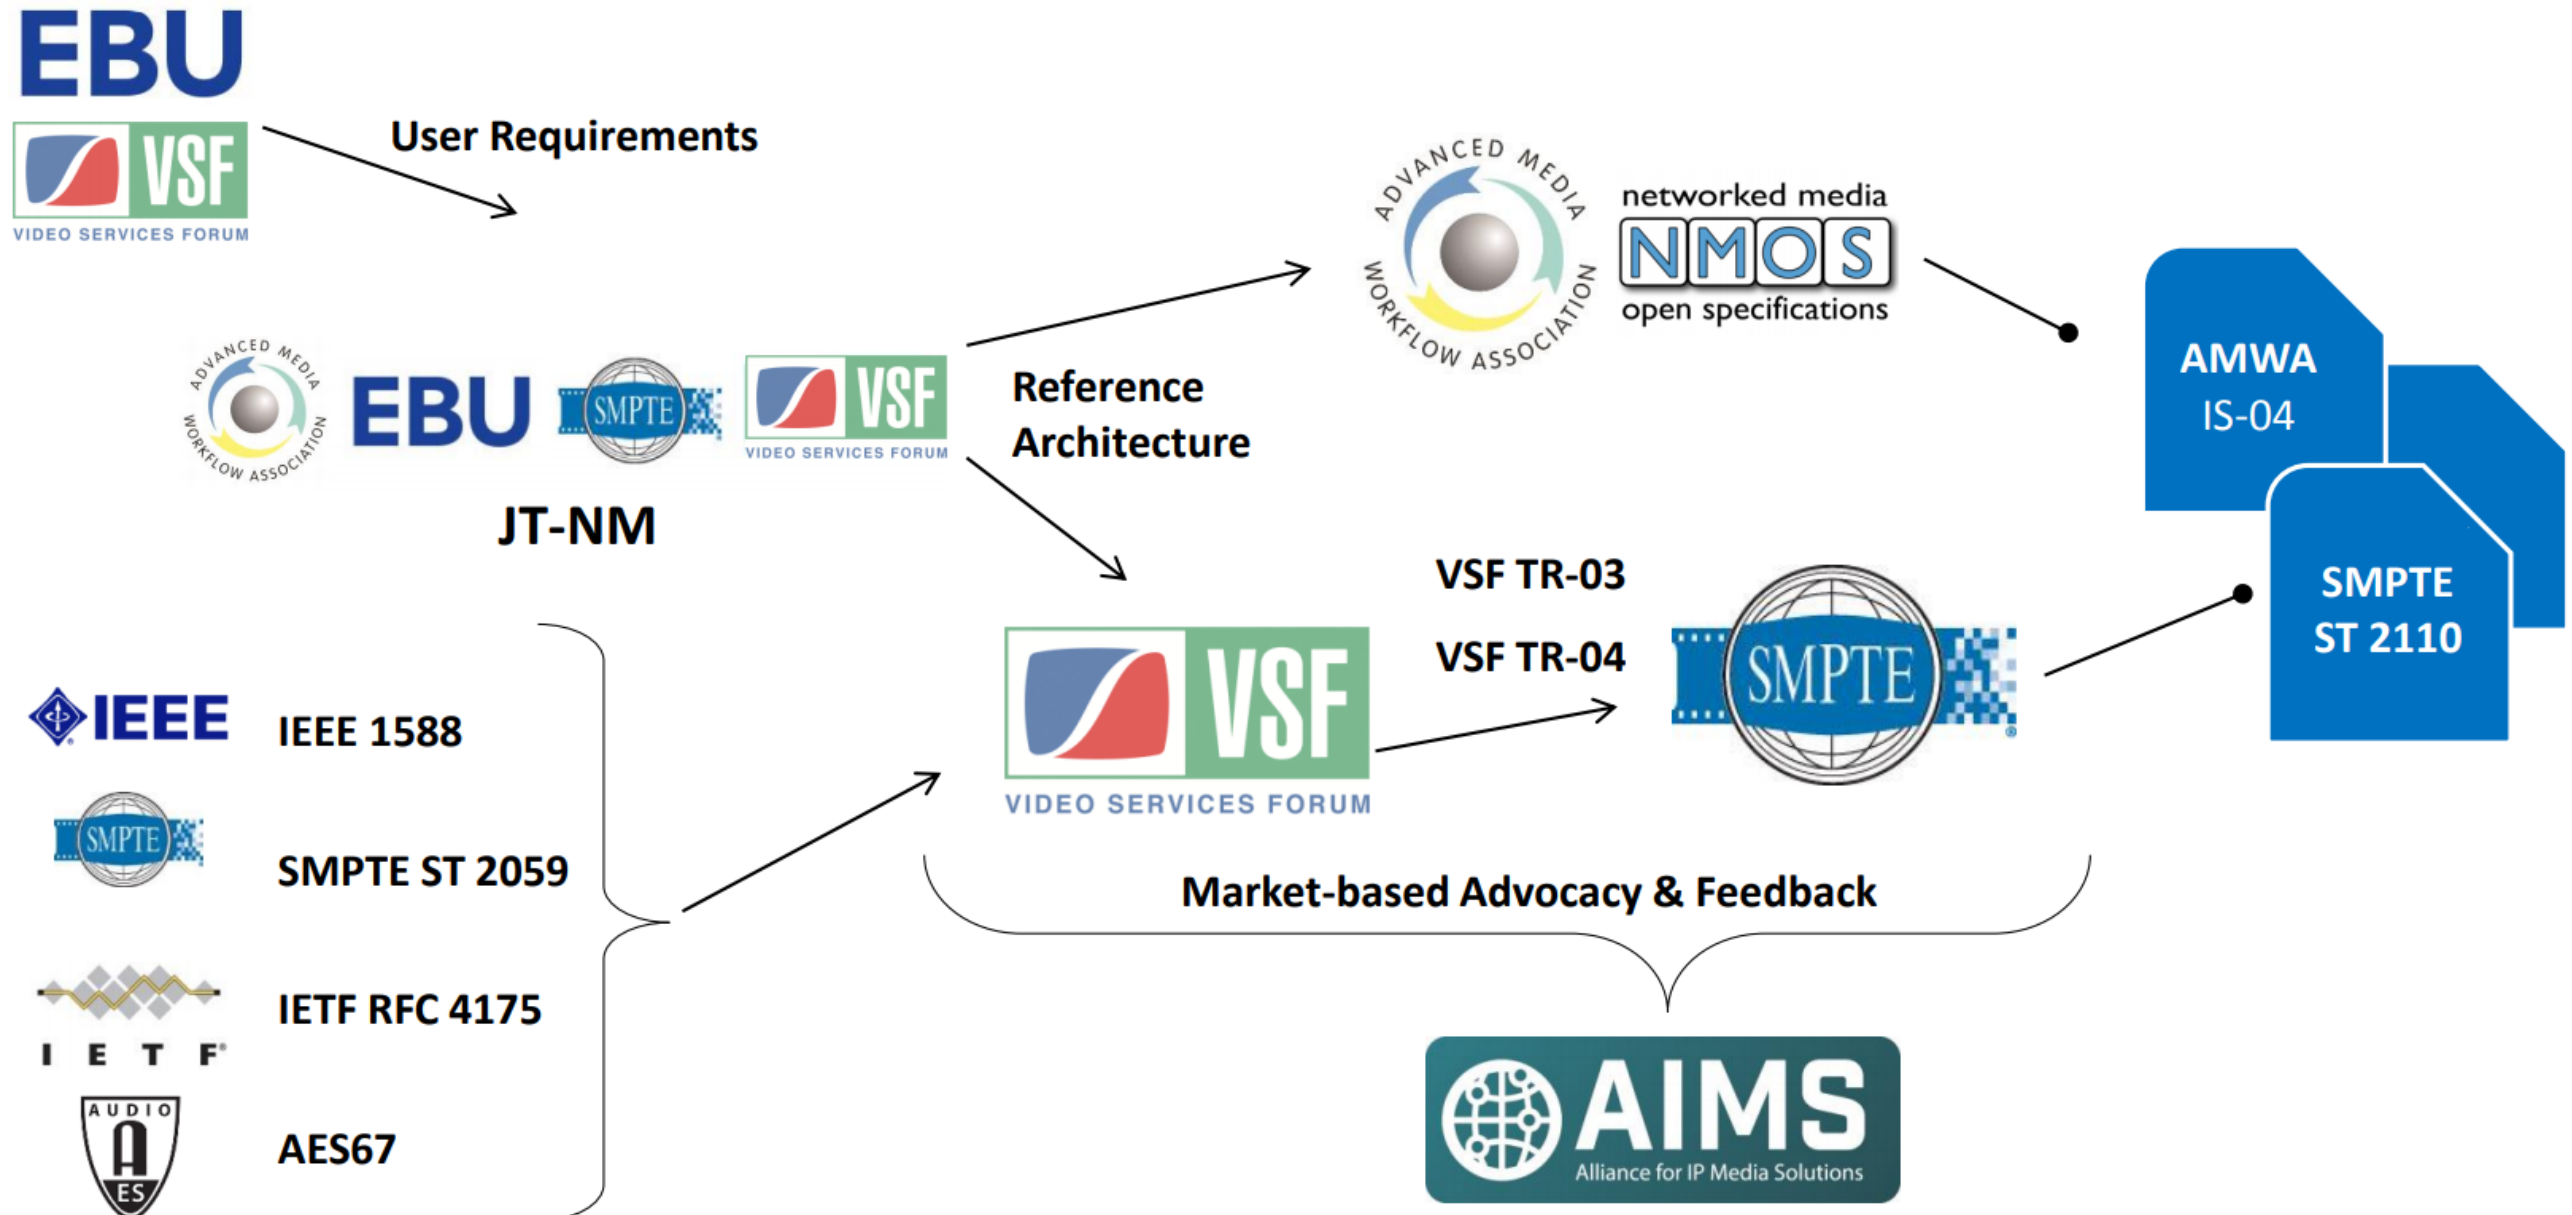 EBU
VSF
VIDEO SERVICES FORUM
User Requirements
ADVANCED MEDIA
WORKFLOW ASSOCIATION
EBU
SMPTE
VSF
VIDEO SERVICES FORUM
JT-NM
Reference
Architecture
ADVANCED MEDIA
WORKFLOW ASSOCIATION
networked media
NMOS
open specifications
AMWA
IS-04
SMPTE
ST 2110
IEEE
IEEE 1588
SMPTE
SMPTE ST 2059
IETF®
IETF RFC 4175
AUDIO
A
ES
AES67
VSF
VIDEO SERVICES FORUM
VSF TR-03
VSF TR-04
SMPTE®
Market-based Advocacy & Feedback
AIMS
Alliance for IP Media Solutions